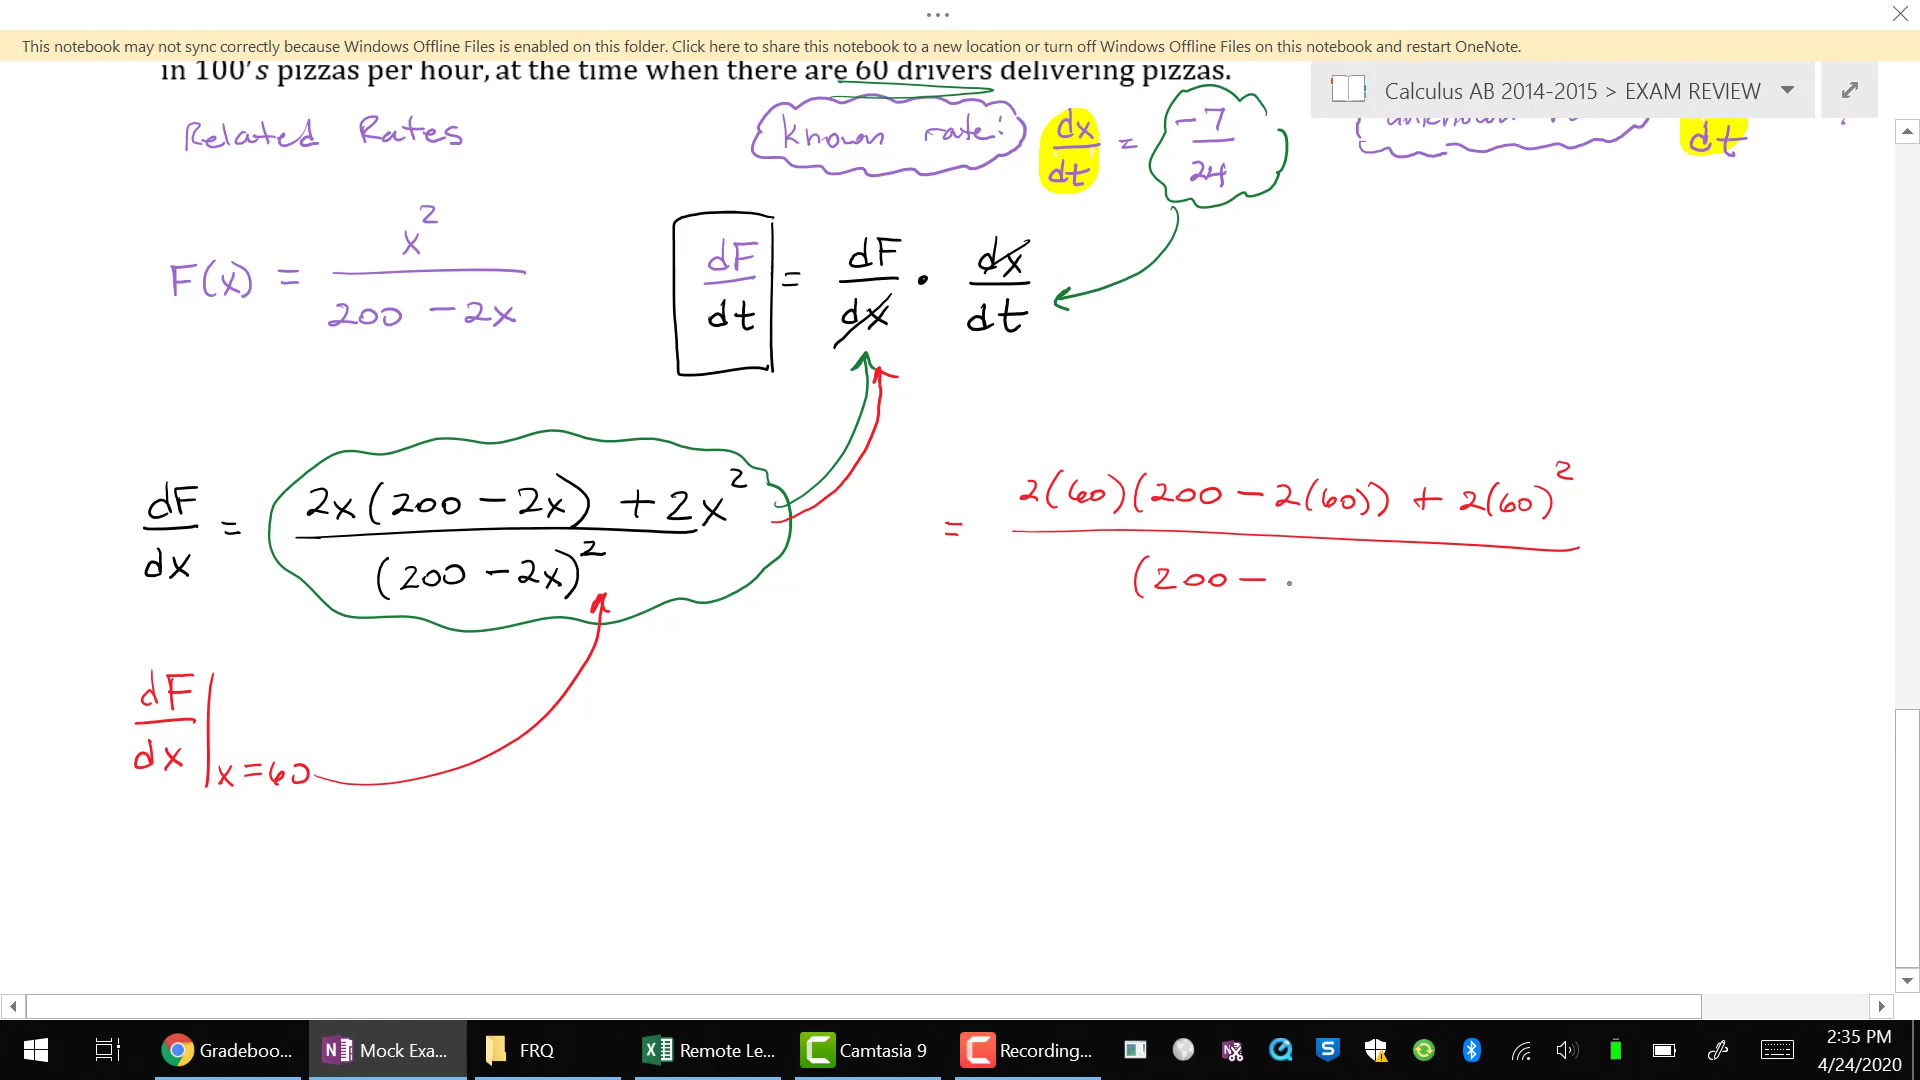 This notebook may not sync correctly because Windows Offline Files is enabled on this folder. Click here to share this notebook to a new location or turn off Windows Offline Files on this notebook and restart OneNote.
in 100's pizzas per hour, at the time when there are 60 drivers delivering pizzas.
Calculus AB 2014-2015 > EXAM REVIEW
Related Rates
Known rate:
dx/dt = -7/24
dt
F(x) = x^2/(200 - 2x)
dF/dt = dF/dx · dx/dt
dF/dx = (2x(200 - 2x) + 2x^2)/(200 - 2x)^2
= 2(60)(200 - 2(60)) + 2(60)^2
(200 -
dF/dx | x=60
Gradeboo...
Mock Exa...
FRQ
Remote Le...
Camtasia 9
Recording...
2:35 PM
4/24/2020